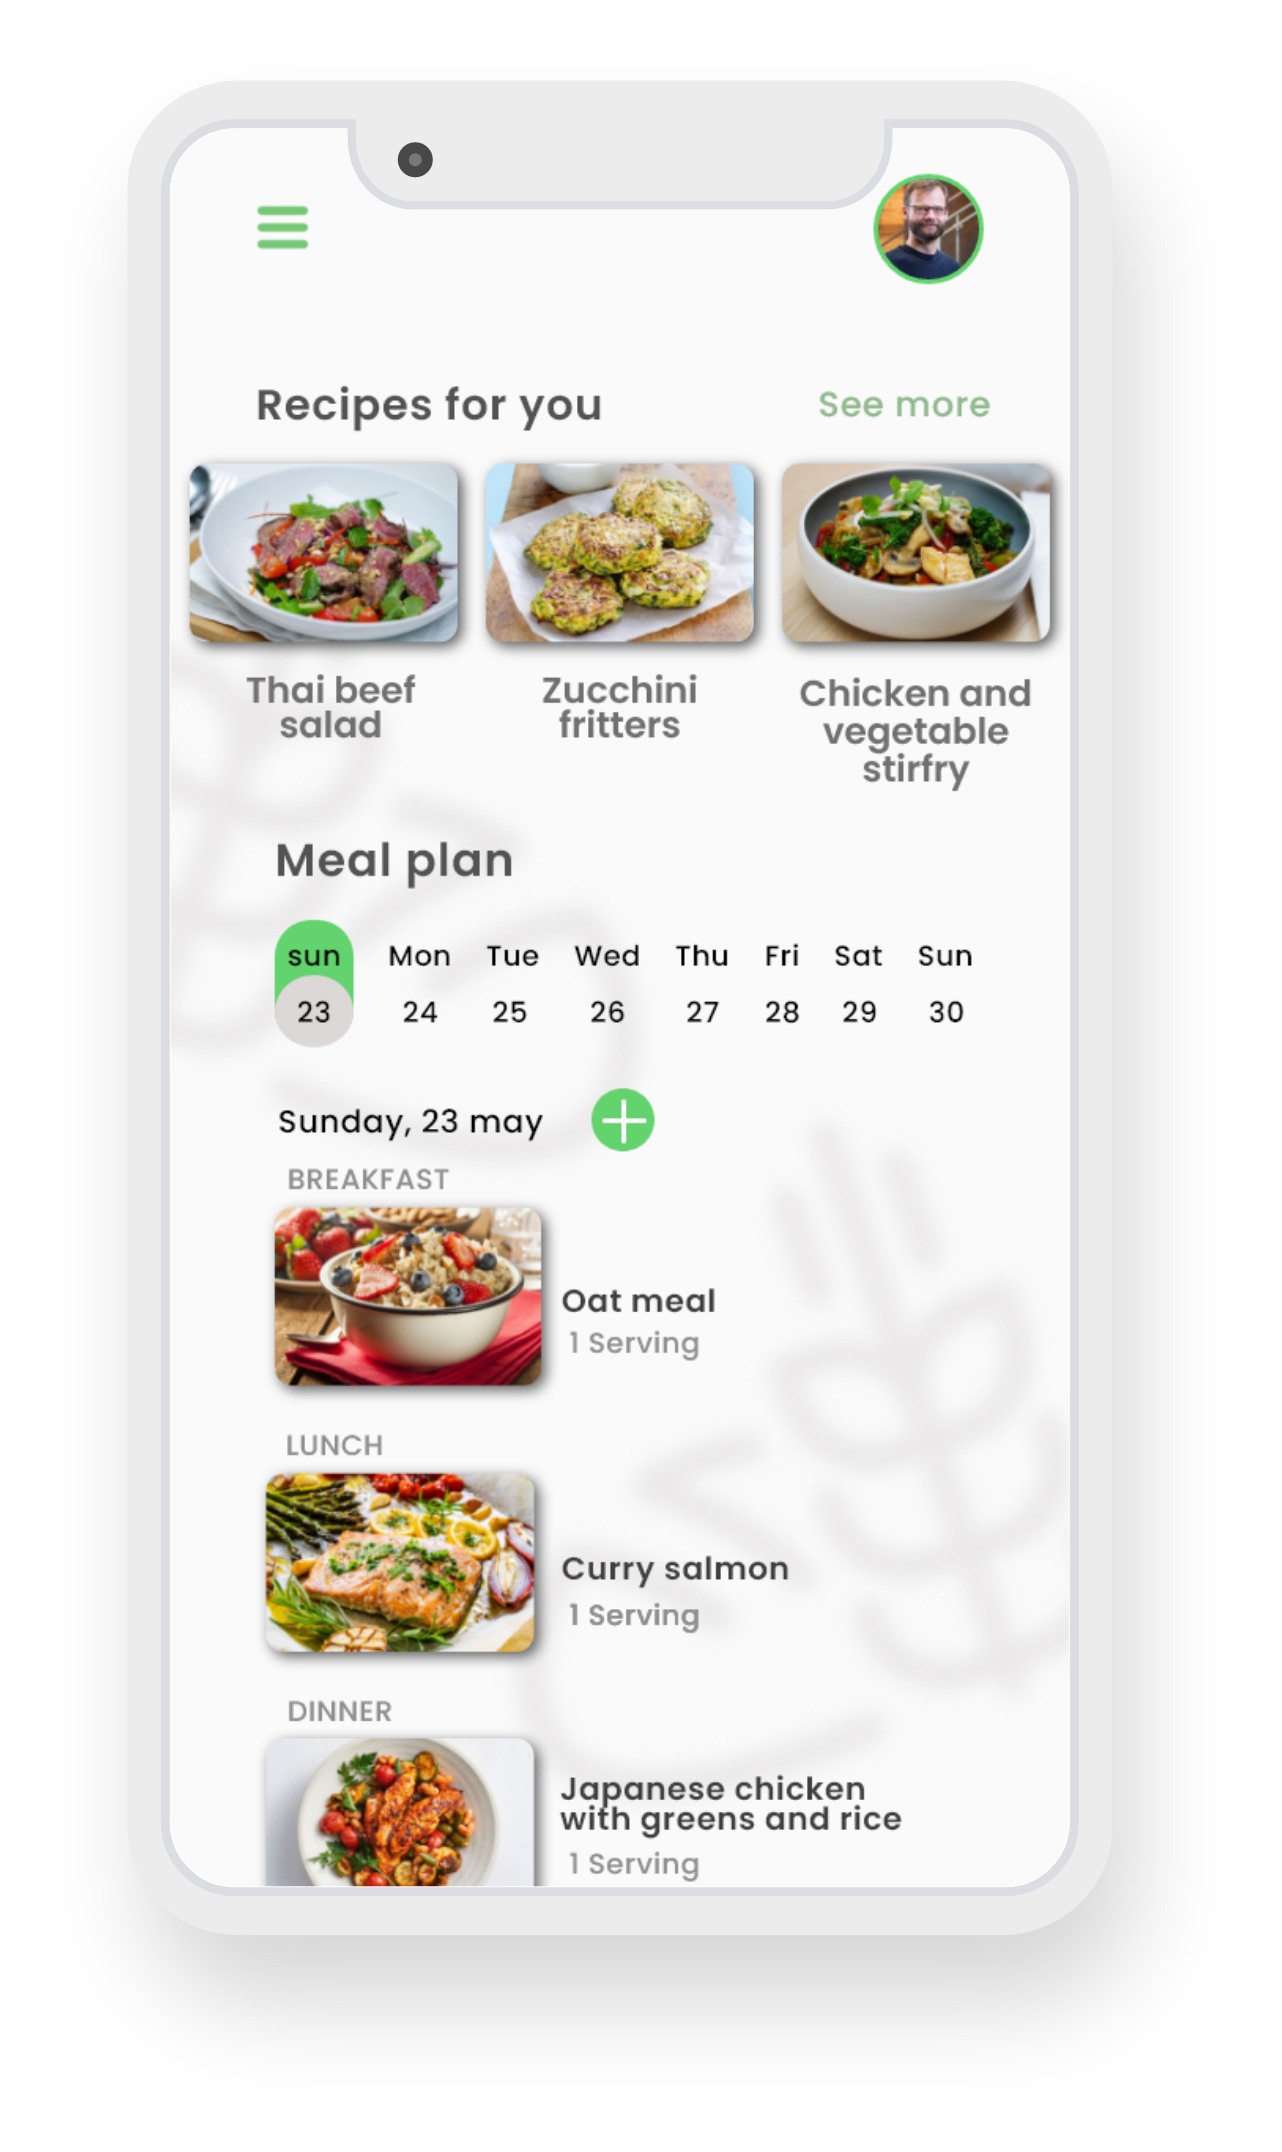 Recipes for you
See more
Thai beef
salad
Zucchini
fritters
Chicken and
vegetable
stirfry
Meal plan
sun Mon Tue Wed Thu Fri Sat Sun
23 24 25 26 27 28 29 30
Sunday, 23 may
BREAKFAST
Oat meal
1 Serving
LUNCH
Curry salmon
1 Serving
DINNER
Japanese chicken
with greens and rice
1 Serving